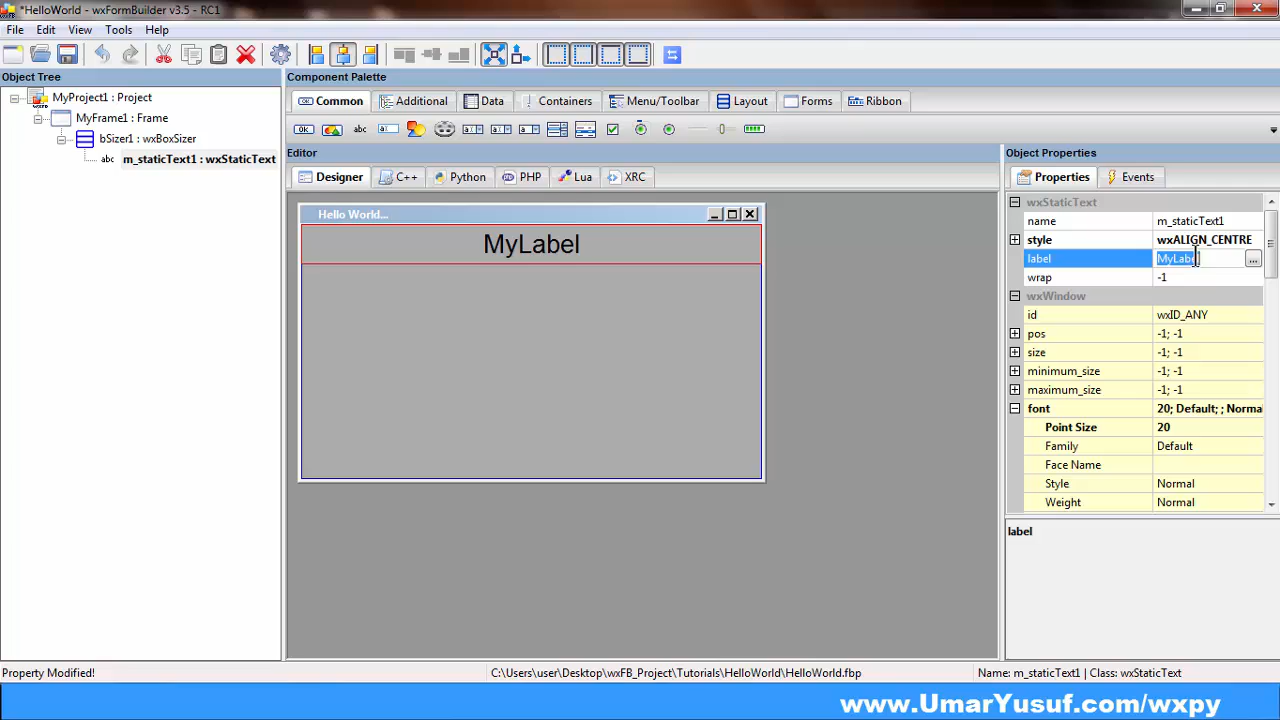 *HelloWorld - wxFormBuilder v3.5 - RC1
File Edit View Tools Help
Object Tree
MyProject1 : Project
MyFrame1 : Frame
bSizer1 : wxBoxSizer
abc m_staticText1 : wxStaticText
Component Palette
Common Additional Data Containers Menu/Toolbar Layout Forms Ribbon
Editor
Designer C++ Python PHP Lua XRC
Hello World...
MyLabel
Object Properties
Properties Events
wxStaticText
name m_staticText1
style wxALIGN_CENTRE
label MyLabel ...
wrap -1
wxWindow
id wxID_ANY
pos -1; -1
size -1; -1
minimum_size -1; -1
maximum_size -1; -1
font 20; Default; ; Norma
Point Size 20
Family Default
Face Name
Style Normal
Weight Normal
label
Property Modified! C:\Users\user\Desktop\wxFB_Project\Tutorials\HelloWorld\HelloWorld.fbp Name: m_staticText1 | Class: wxStaticText
www.UmarYusuf.com/wxpy